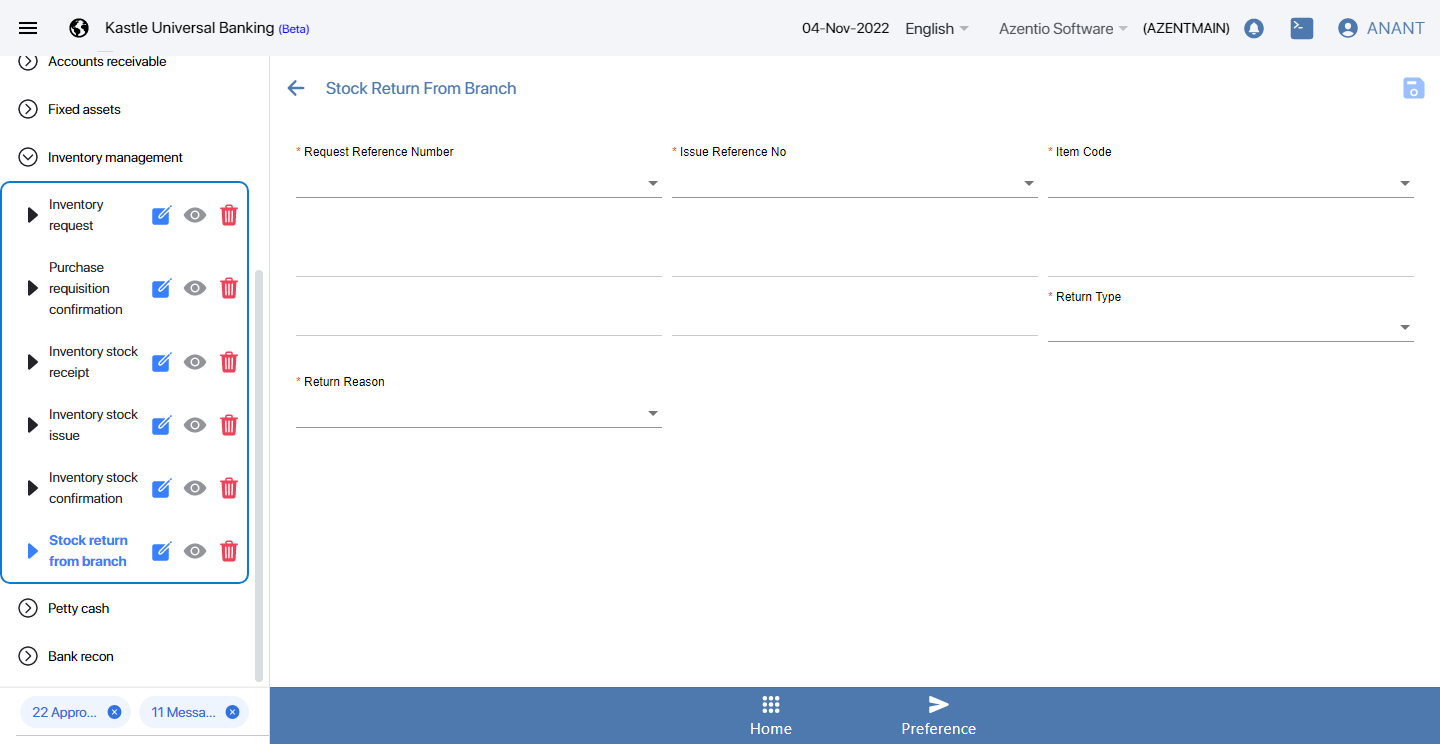 Kastle Universal Banking (Beta)
04-Nov-2022
English
Azentio Software
(AZENTMAIN)
ANANT
Accounts receivable
Fixed assets
Inventory management
Inventory
request
Purchase
requisition
confirmation
Inventory stock
receipt
Inventory stock
issue
Inventory stock
confirmation
Stock return
from branch
Petty cash
Bank recon
22 Appro...
11 Messa...
Stock Return From Branch
* Request Reference Number
* Issue Reference No
* Item Code
* Return Type
* Return Reason
Home
Preference